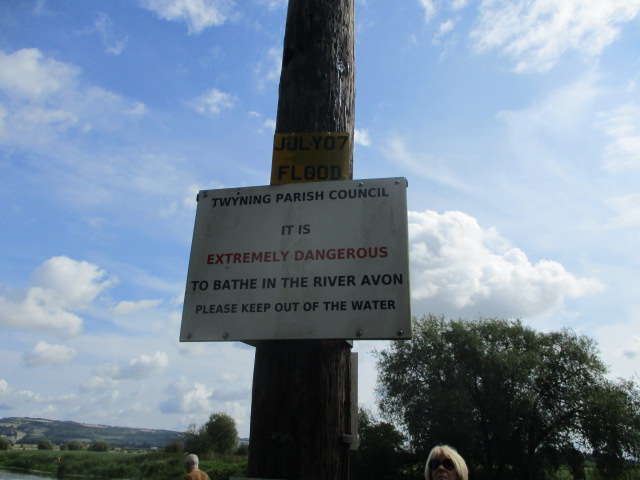 JULY07
FLOOD
TWYNING PARISH COUNCIL
IT IS
EXTREMELY DANGEROUS
TO BATHE IN THE RIVER AVON
PLEASE KEEP OUT OF THE WATER